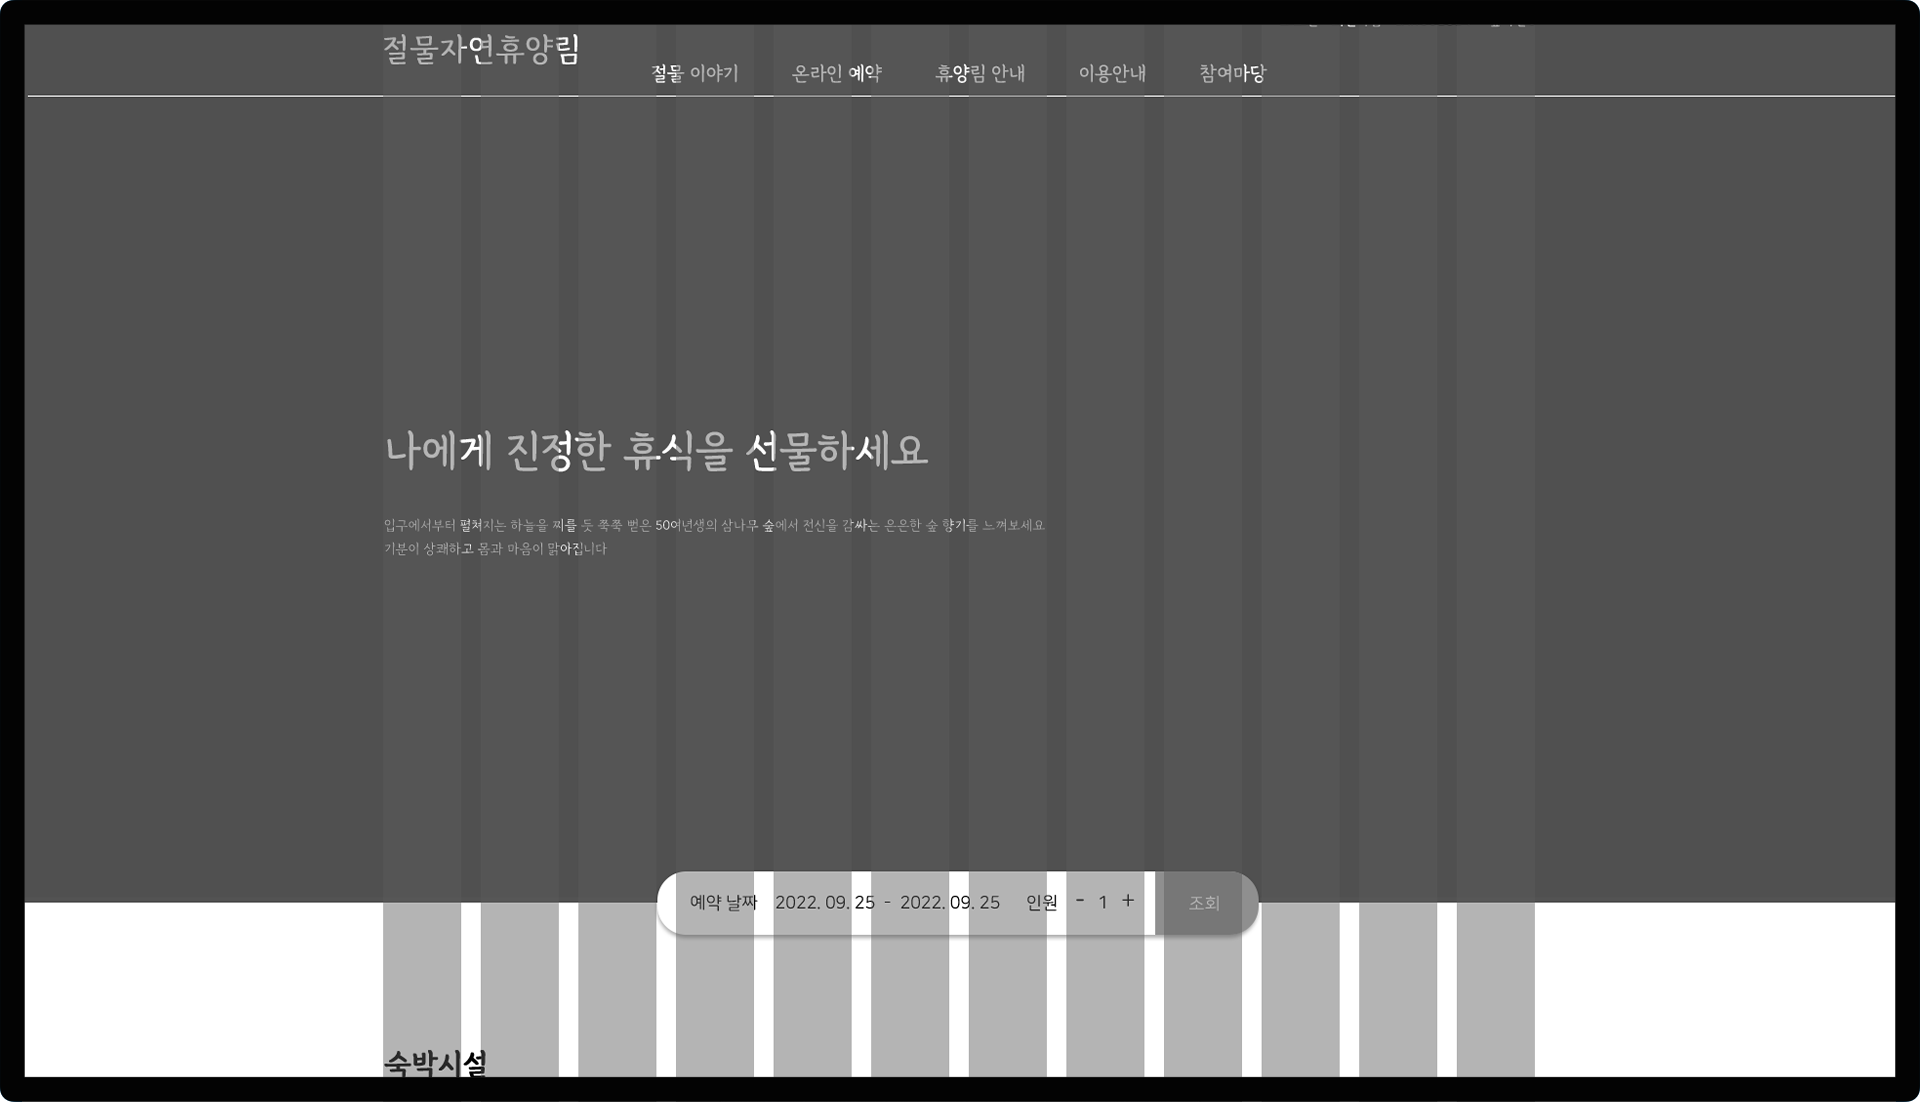 절물자연휴양림
절물 이야기 온라인 예약 휴양림 안내 이용안내 참여마당
나에게 진정한 휴식을 선물하세요
입구에서부터 펼쳐지는 하늘을 찌를 듯 쭉쭉 뻗은 50여년생의 삼나무 숲에서 전신을 감싸는 은은한 숲 향기를 느껴보세요
기분이 상쾌하고 몸과 마음이 맑아집니다
예약 날짜 2022. 09. 25 - 2022. 09. 25 인원 - 1 + 조회
숙박시설